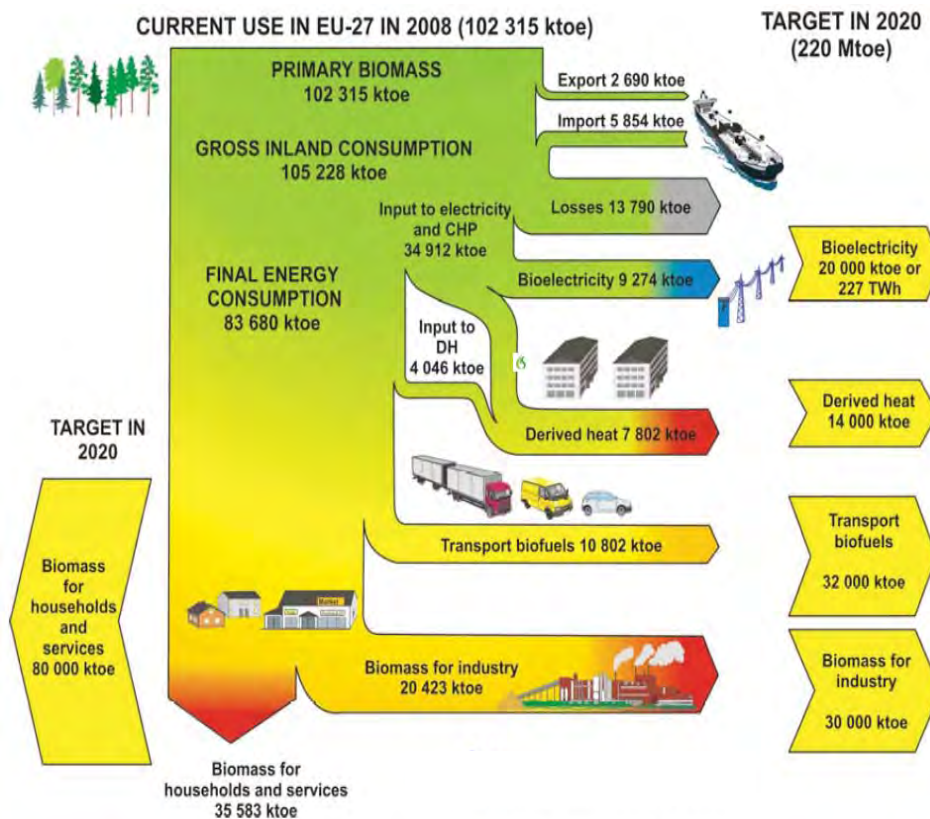 CURRENT USE IN EU-27 IN 2008 (102 315 ktoe)
TARGET IN 2020
(220 Mtoe)
PRIMARY BIOMASS
102 315 ktoe
Export 2 690 ktoe
Import 5 854 ktoe
GROSS INLAND CONSUMPTION
105 228 ktoe
Losses 13 790 ktoe
Input to electricity
and CHP
34 912 ktoe
Bioelectricity
20 000 ktoe or
227 TWh
Bioelectricity 9 274 ktoe
FINAL ENERGY
CONSUMPTION
83 680 ktoe
Input to
DH
4 046 ktoe
Derived heat
14 000 ktoe
Derived heat 7 802 ktoe
TARGET IN
2020
Transport
biofuels
32 000 ktoe
Transport biofuels 10 802 ktoe
Biomass
for
households
and
services
80 000 ktoe
Market
Biomass for industry
20 423 ktoe
Biomass for
industry
30 000 ktoe
Biomass for
households and services
35 583 ktoe